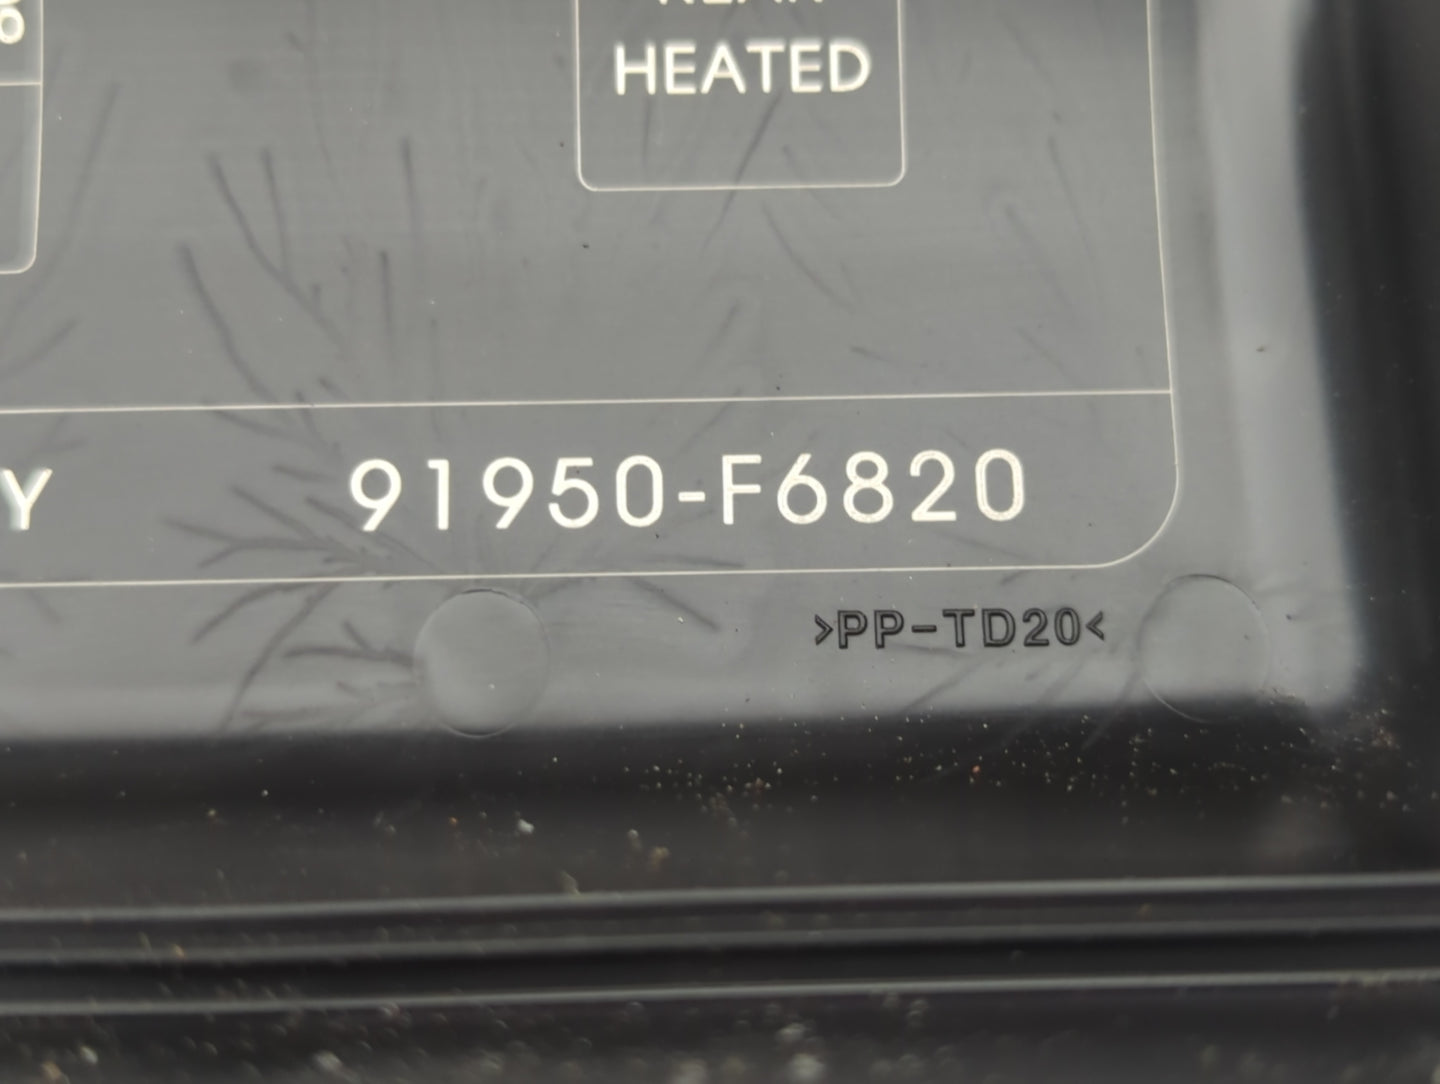 HEATED
Y 91950-F6820
>PP-TD20<